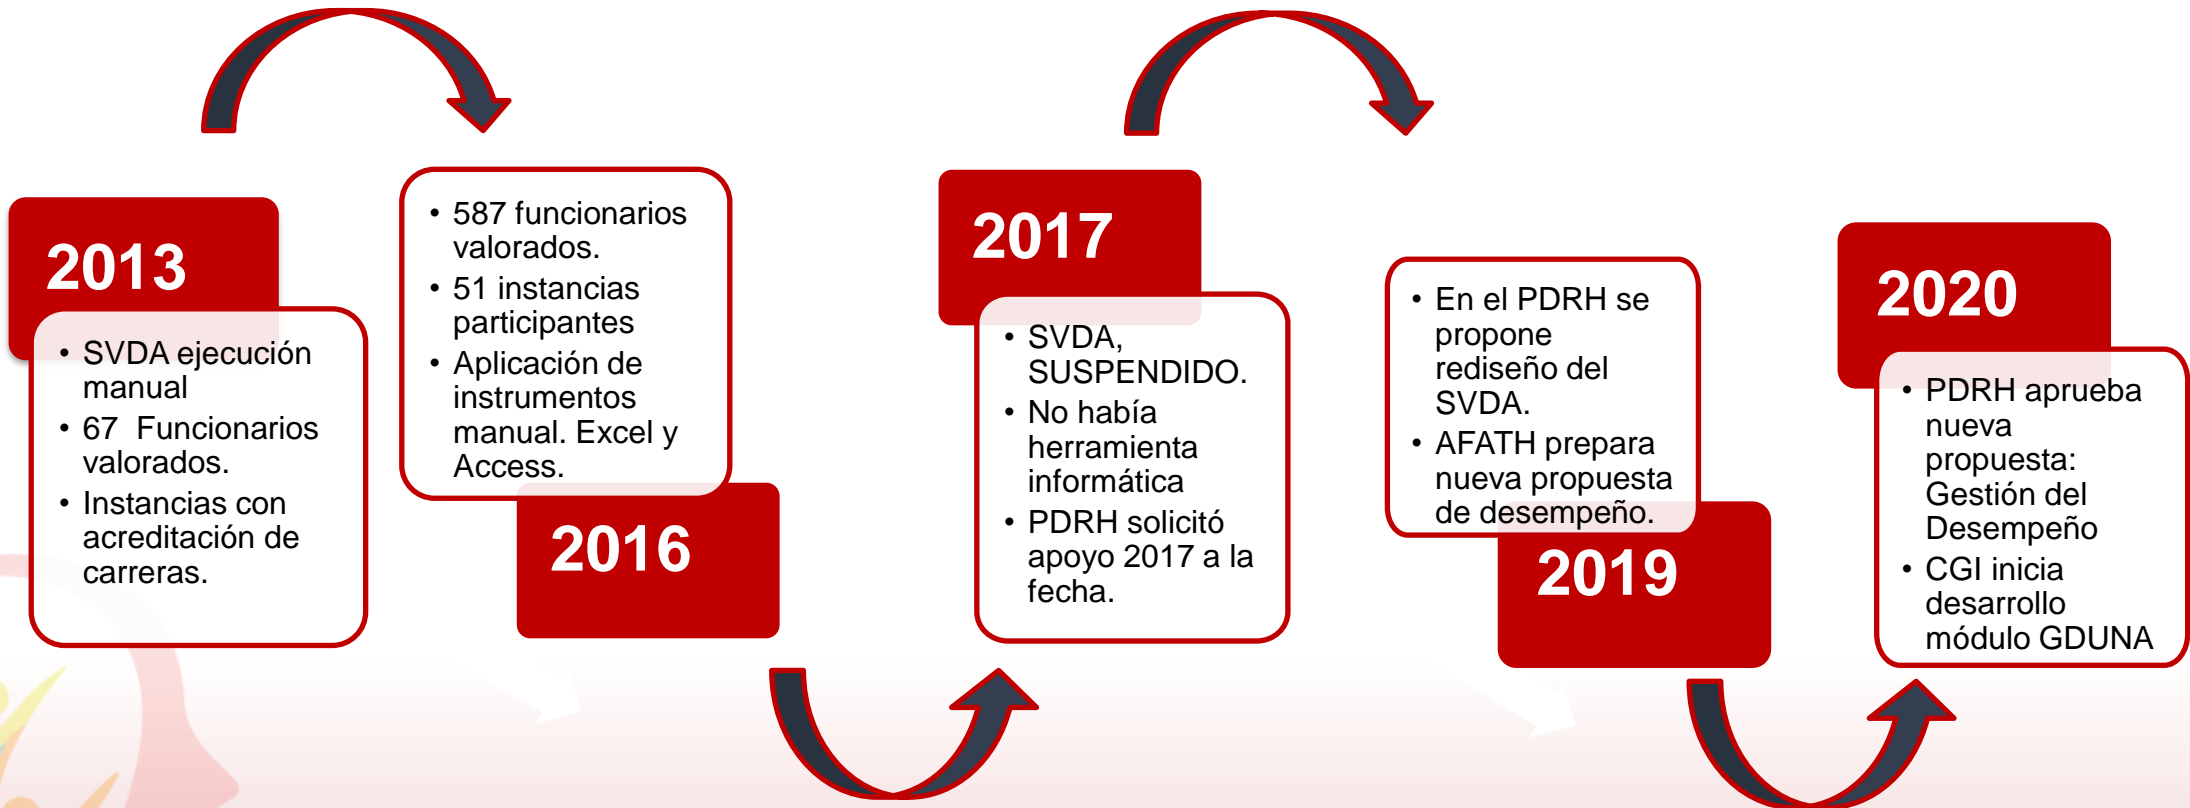 2013
• SVDA ejecución
manual
• 67 Funcionarios
valorados.
• Instancias con
acreditación de
carreras.
• 587 funcionarios
valorados.
• 51 instancias
participantes
• Aplicación de
instrumentos
manual. Excel y
Access.
2016
2017
• SVDA,
SUSPENDIDO.
• No había
herramienta
informática
• PDRH solicitó
apoyo 2017 a la
fecha.
• En el PDRH se
propone
rediseño del
SVDA.
• AFATH prepara
nueva propuesta
de desempeño.
2019
2020
• PDRH aprueba
nueva
propuesta:
Gestión del
Desempeño
• CGI inicia
desarrollo
módulo GDUNA